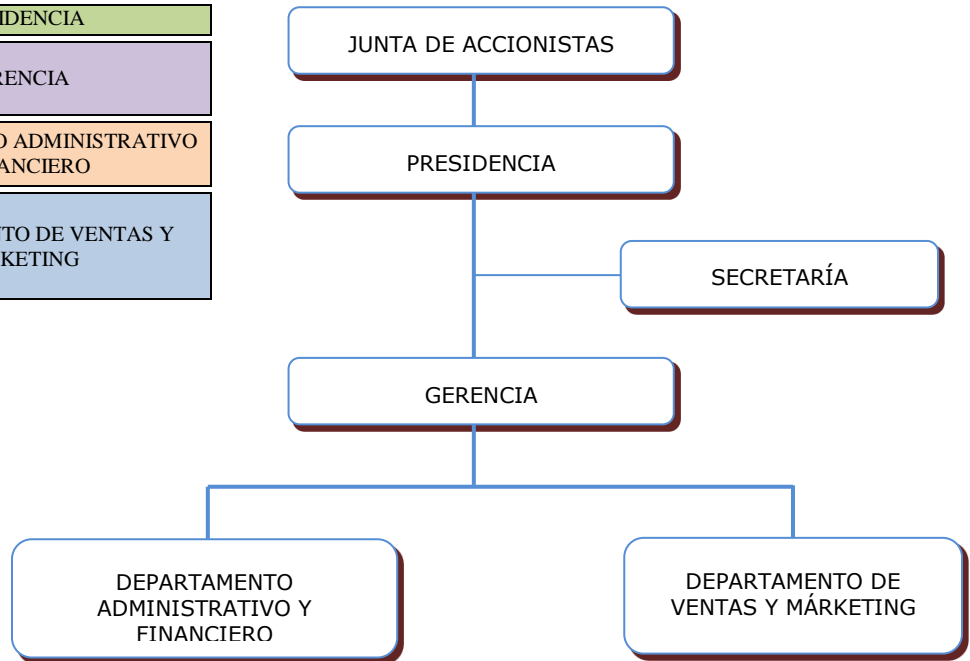 IDENCIA
RENCIA
O ADMINISTRATIVO
ANCIERO
NTO DE VENTAS Y
KETING
JUNTA DE ACCIONISTAS
PRESIDENCIA
SECRETARÍA
GERENCIA
DEPARTAMENTO
ADMINISTRATIVO Y
FINANCIERO
DEPARTAMENTO DE
VENTAS Y MÁRKETING